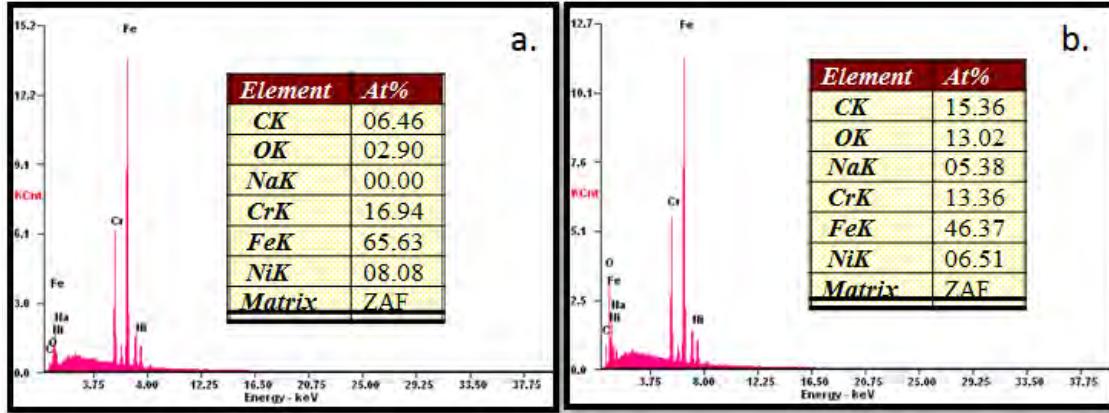 a.
15.2
12.2
9.1
KCnt
6.1
3.0
0.0
Fe
Cr
Fe
Na
Ni
O
C
Ni
Element At%
CK 06.46
OK 02.90
NaK 00.00
CrK 16.94
FeK 65.63
NiK 08.08
Matrix ZAF
3.75 8.00 12.25 16.50 20.75 25.00 29.25 33.50 37.75
Energy - keV
b.
12.7
10.1
7.6
KCnt
5.1
2.5
0.0
Fe
Cr
O
Fe
Na
Ni
C
Ni
Element At%
CK 15.36
OK 13.02
NaK 05.38
CrK 13.36
FeK 46.37
NiK 06.51
Matrix ZAF
3.75 8.00 12.25 16.50 20.75 25.00 29.25 33.50 37.75
Energy - keV